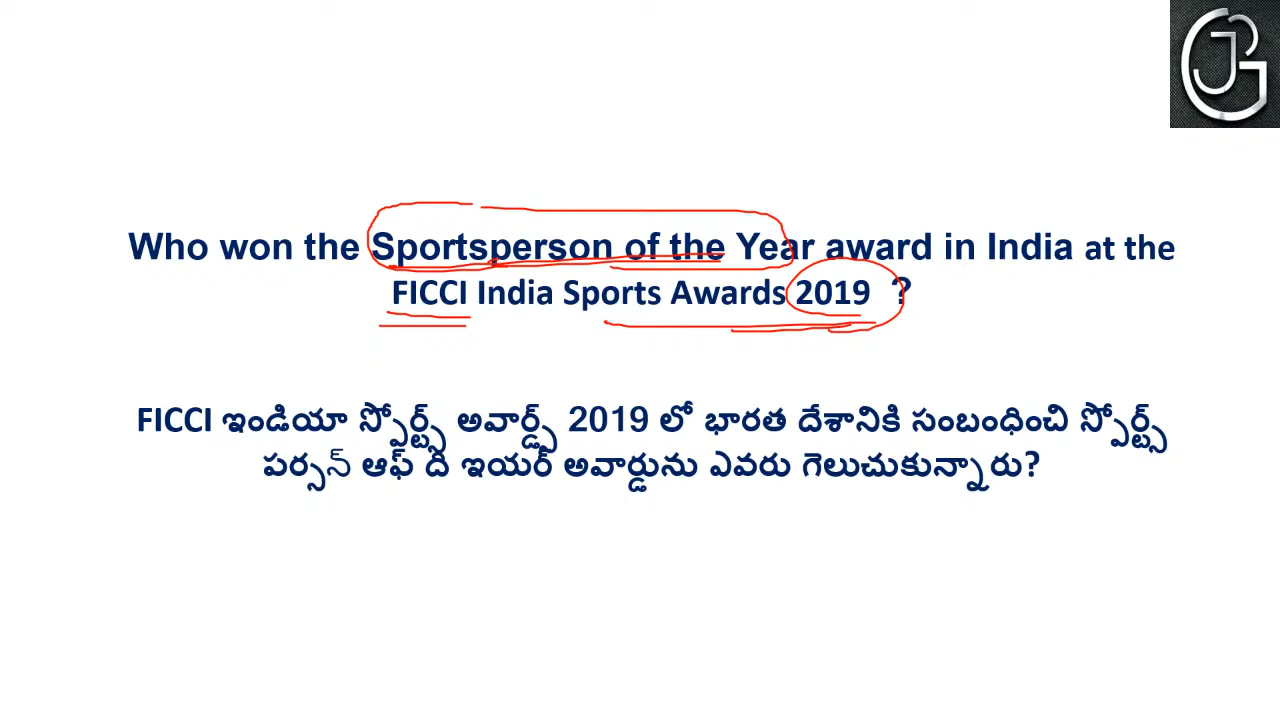 Who won the Sportsperson of the Year award in India at the
FICCI India Sports Awards 2019 ?
FICCI ఇండియా స్పోర్ట్స్ అవార్డ్స్ 2019 లో భారత దేశానికి సంబంధించి స్పోర్ట్స్
పర్సన్ ఆఫ్ ది ఇయర్ అవార్డును ఎవరు గెలుచుకున్నారు?